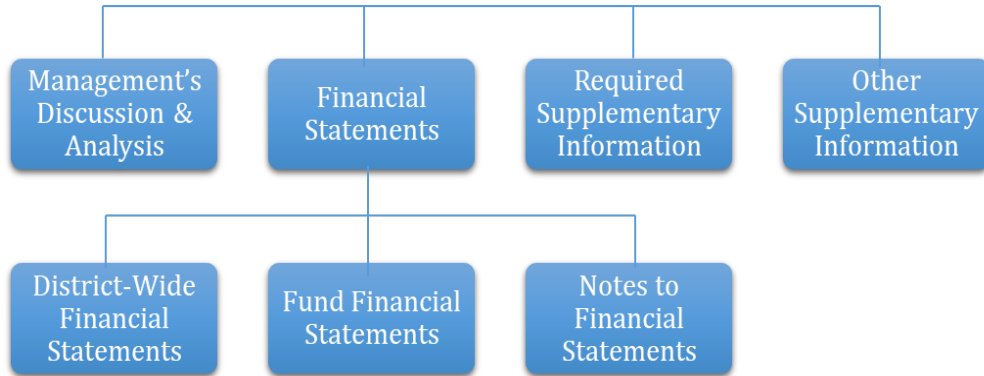 Management’s
Discussion &
Analysis
Financial
Statements
Required
Supplementary
Information
Other
Supplementary
Information
District-Wide
Financial
Statements
Fund Financial
Statements
Notes to
Financial
Statements